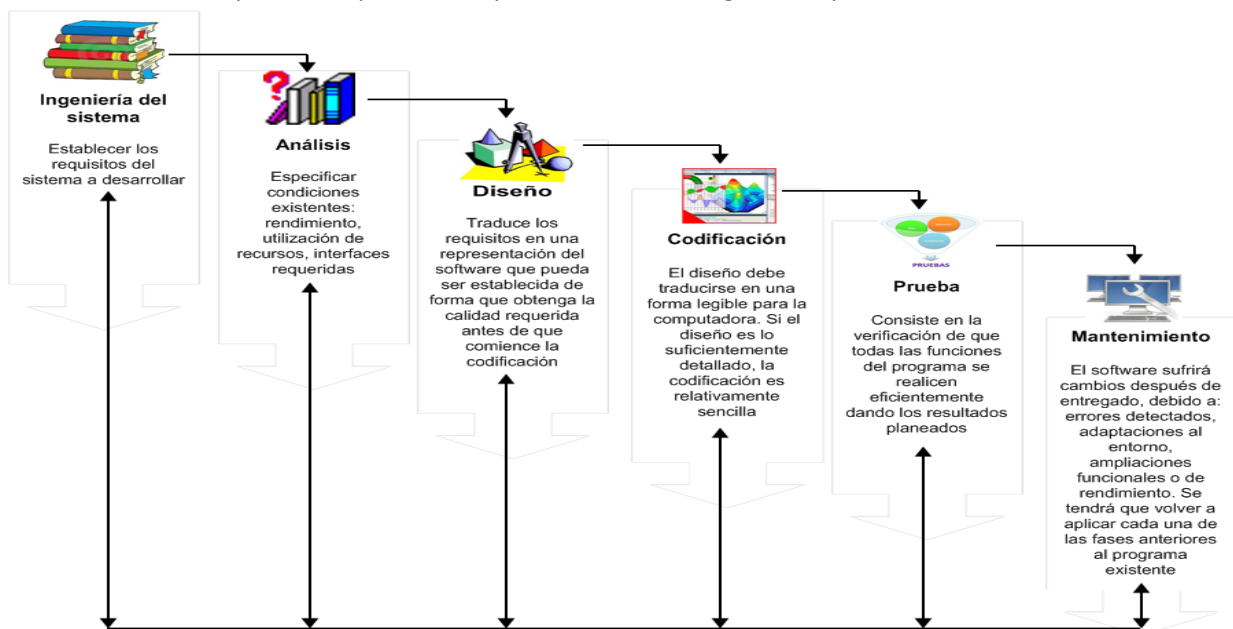 Ingeniería del
sistema
Establecer los
requisitos del
sistema a desarrollar
Análisis
Especificar
condiciones
existentes:
rendimiento,
utilización de
recursos, interfaces
requeridas
Diseño
Traduce los
requisitos en una
representación del
software que pueda
ser establecida de
forma que obtenga la
calidad requerida
antes de que
comience la
codificación
Codificación
El diseño debe
traducirse en una
forma legible para la
computadora. Si el
diseño es lo
suficientemente
detallado, la
codificación es
relativamente
sencilla
PRUEBAS
Prueba
Consiste en la
verificación de que
todas las funciones
del programa se
realicen
eficientemente
dando los resultados
planeados
Mantenimiento
El software sufrirá
cambios después de
entregado, debido a:
errores detectados,
adaptaciones al
entorno,
ampliaciones
funcionales o de
rendimiento. Se
tendrá que volver a
aplicar cada una de
las fases anteriores
al programa
existente